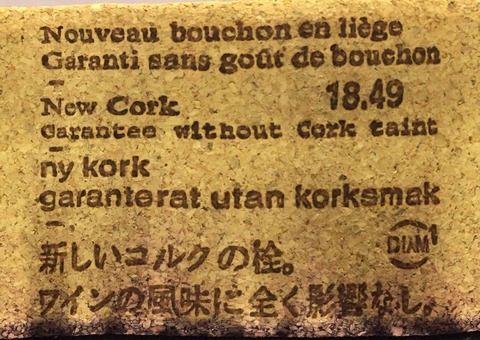 Nouveau bouchon en liège
Garanti sans goût de bouchon
New Cork 18.49
Garantee without Cork taint
ny kork
garanterat utan korksmak
新しいコルクの栓。
DIAM 1
ワインの風味に全く影響なし。